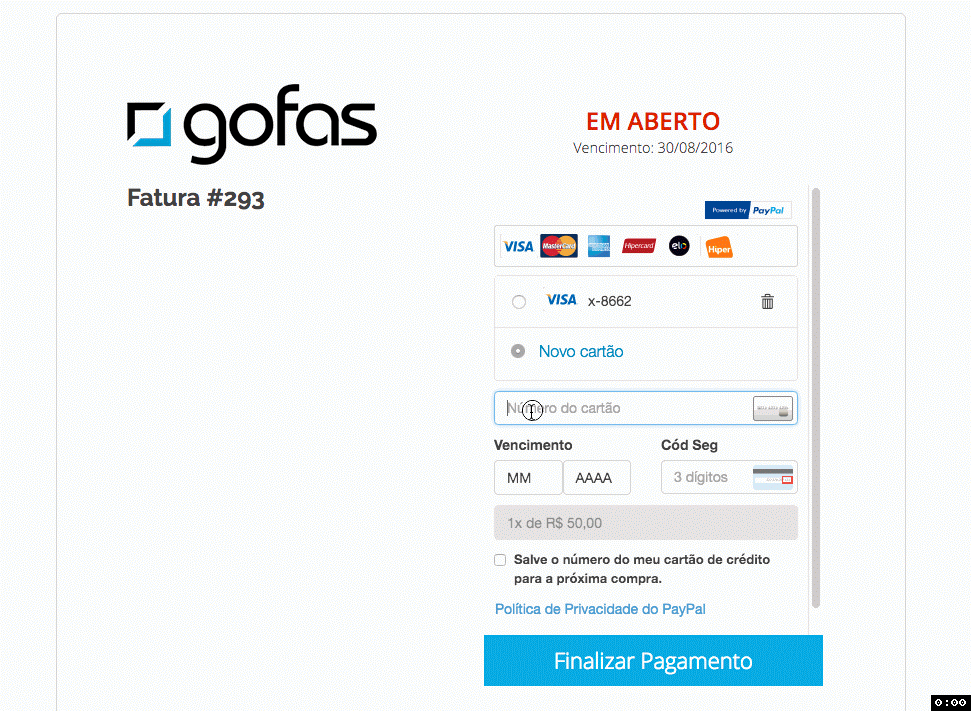 gofas
EM ABERTO
Vencimento: 30/08/2016
Fatura #293
Powered by PayPal
VISA MasterCard Hipercard elo Hiper
VISA x-8662
Novo cartão
Número do cartão
Vencimento Cód Seg
MM AAAA 3 dígitos
1x de R$ 50,00
Salve o número do meu cartão de crédito
para a próxima compra.
Política de Privacidade do PayPal
Finalizar Pagamento
0:00